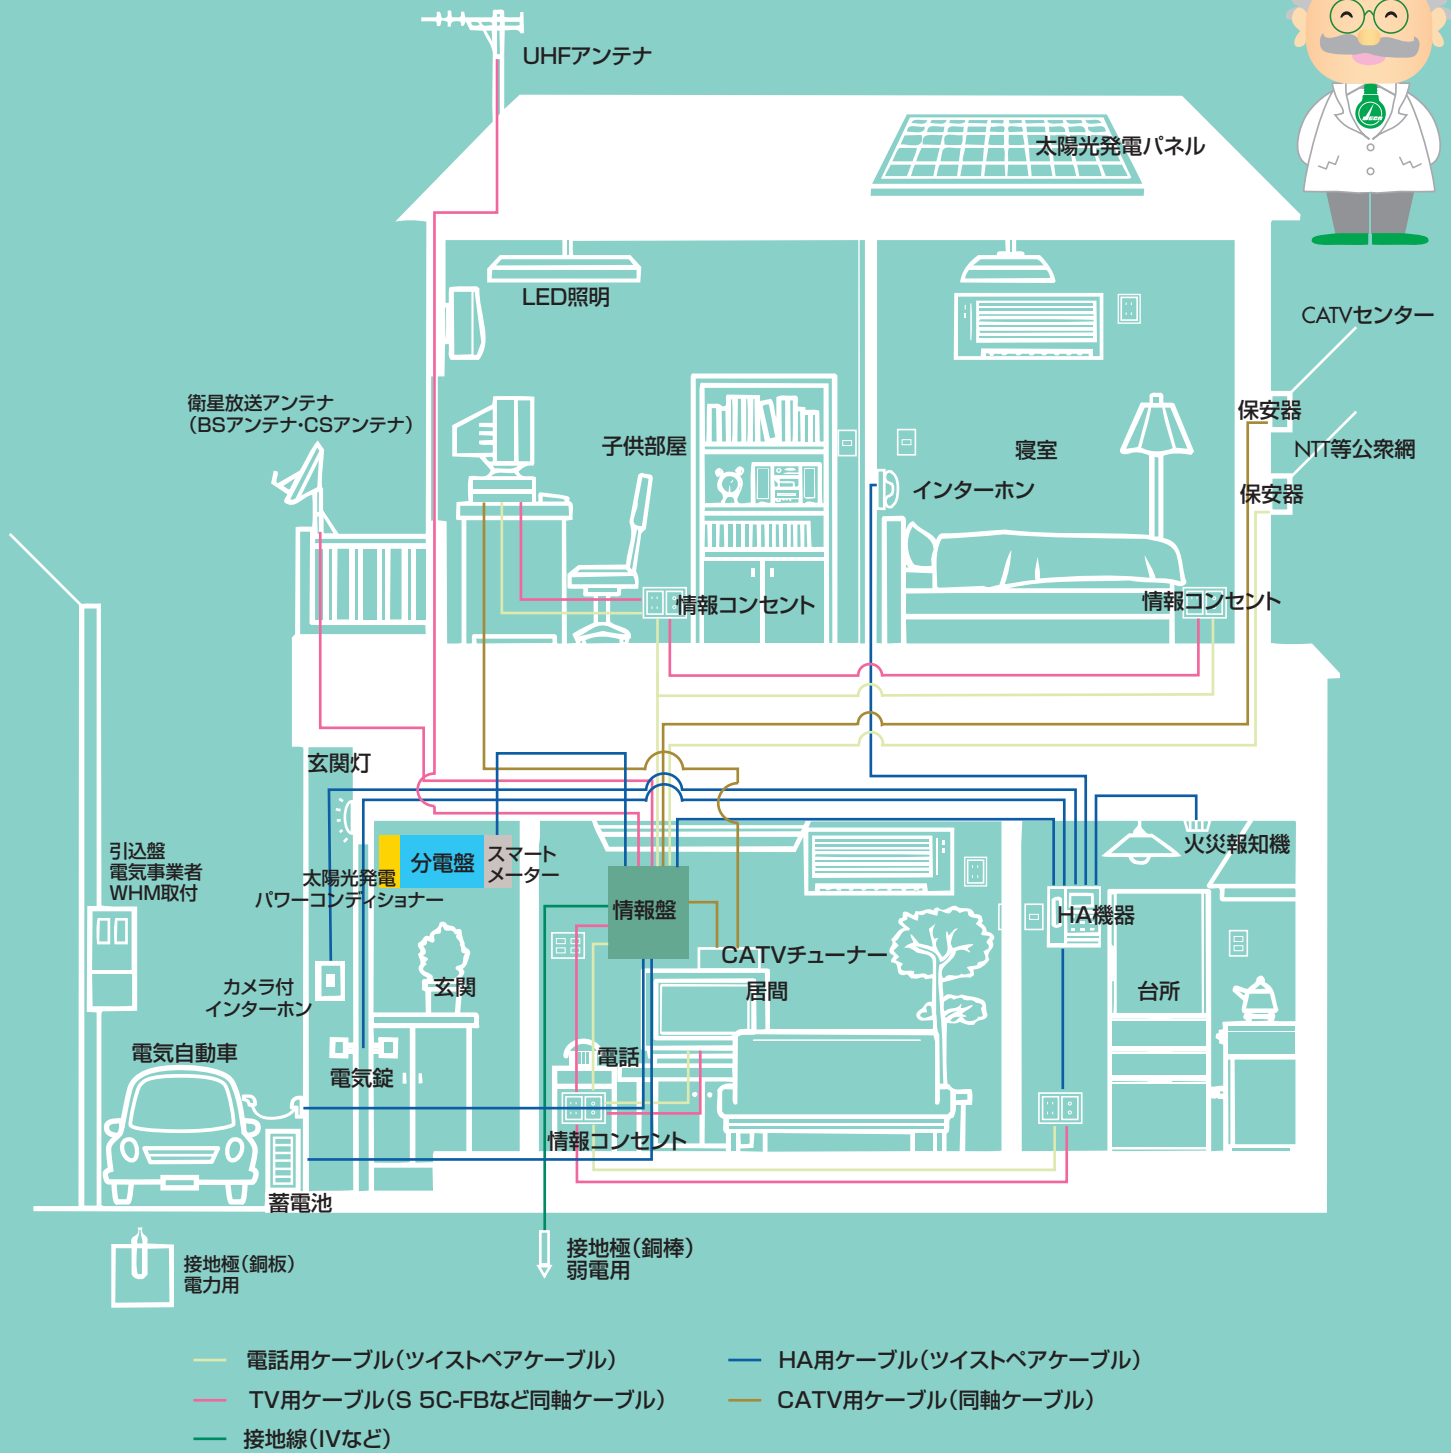 UHFアンテナ
太陽光発電パネル
LED照明
CATVセンター
衛星放送アンテナ
（BSアンテナ・CSアンテナ）
保安器
子供部屋
寝室
NTT等公衆網
インターホン
保安器
情報コンセント
情報コンセント
玄関灯
引込盤
電気事業者
WHM取付
分電盤
スマート
メーター
太陽光発電
パワーコンディショナー
火災報知機
情報盤
HA機器
CATVチューナー
カメラ付
インターホン
玄関
居間
台所
電気自動車
電話
電気錠
情報コンセント
蓄電池
接地極（銅板）
電力用
接地極（銅棒）
弱電用
電話用ケーブル（ツイストペアケーブル）
HA用ケーブル（ツイストペアケーブル）
TV用ケーブル（S 5C-FBなど同軸ケーブル）
CATV用ケーブル（同軸ケーブル）
接地線（IVなど）